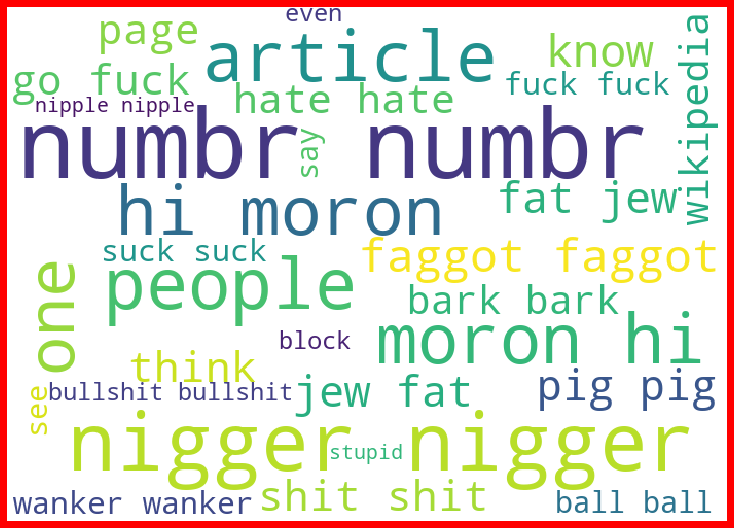 even
page
article
know
wikipedia
go fuck
fuck fuck
nipple nipple
hate hate
numbr numbr
say
hi moron
fat jew
suck suck
faggot faggot
people
one
bark bark
block
moron hi
think
see
bullshit bullshit
jew fat
pig pig
nigger nigger
stupid
wanker wanker
shit shit
ball ball